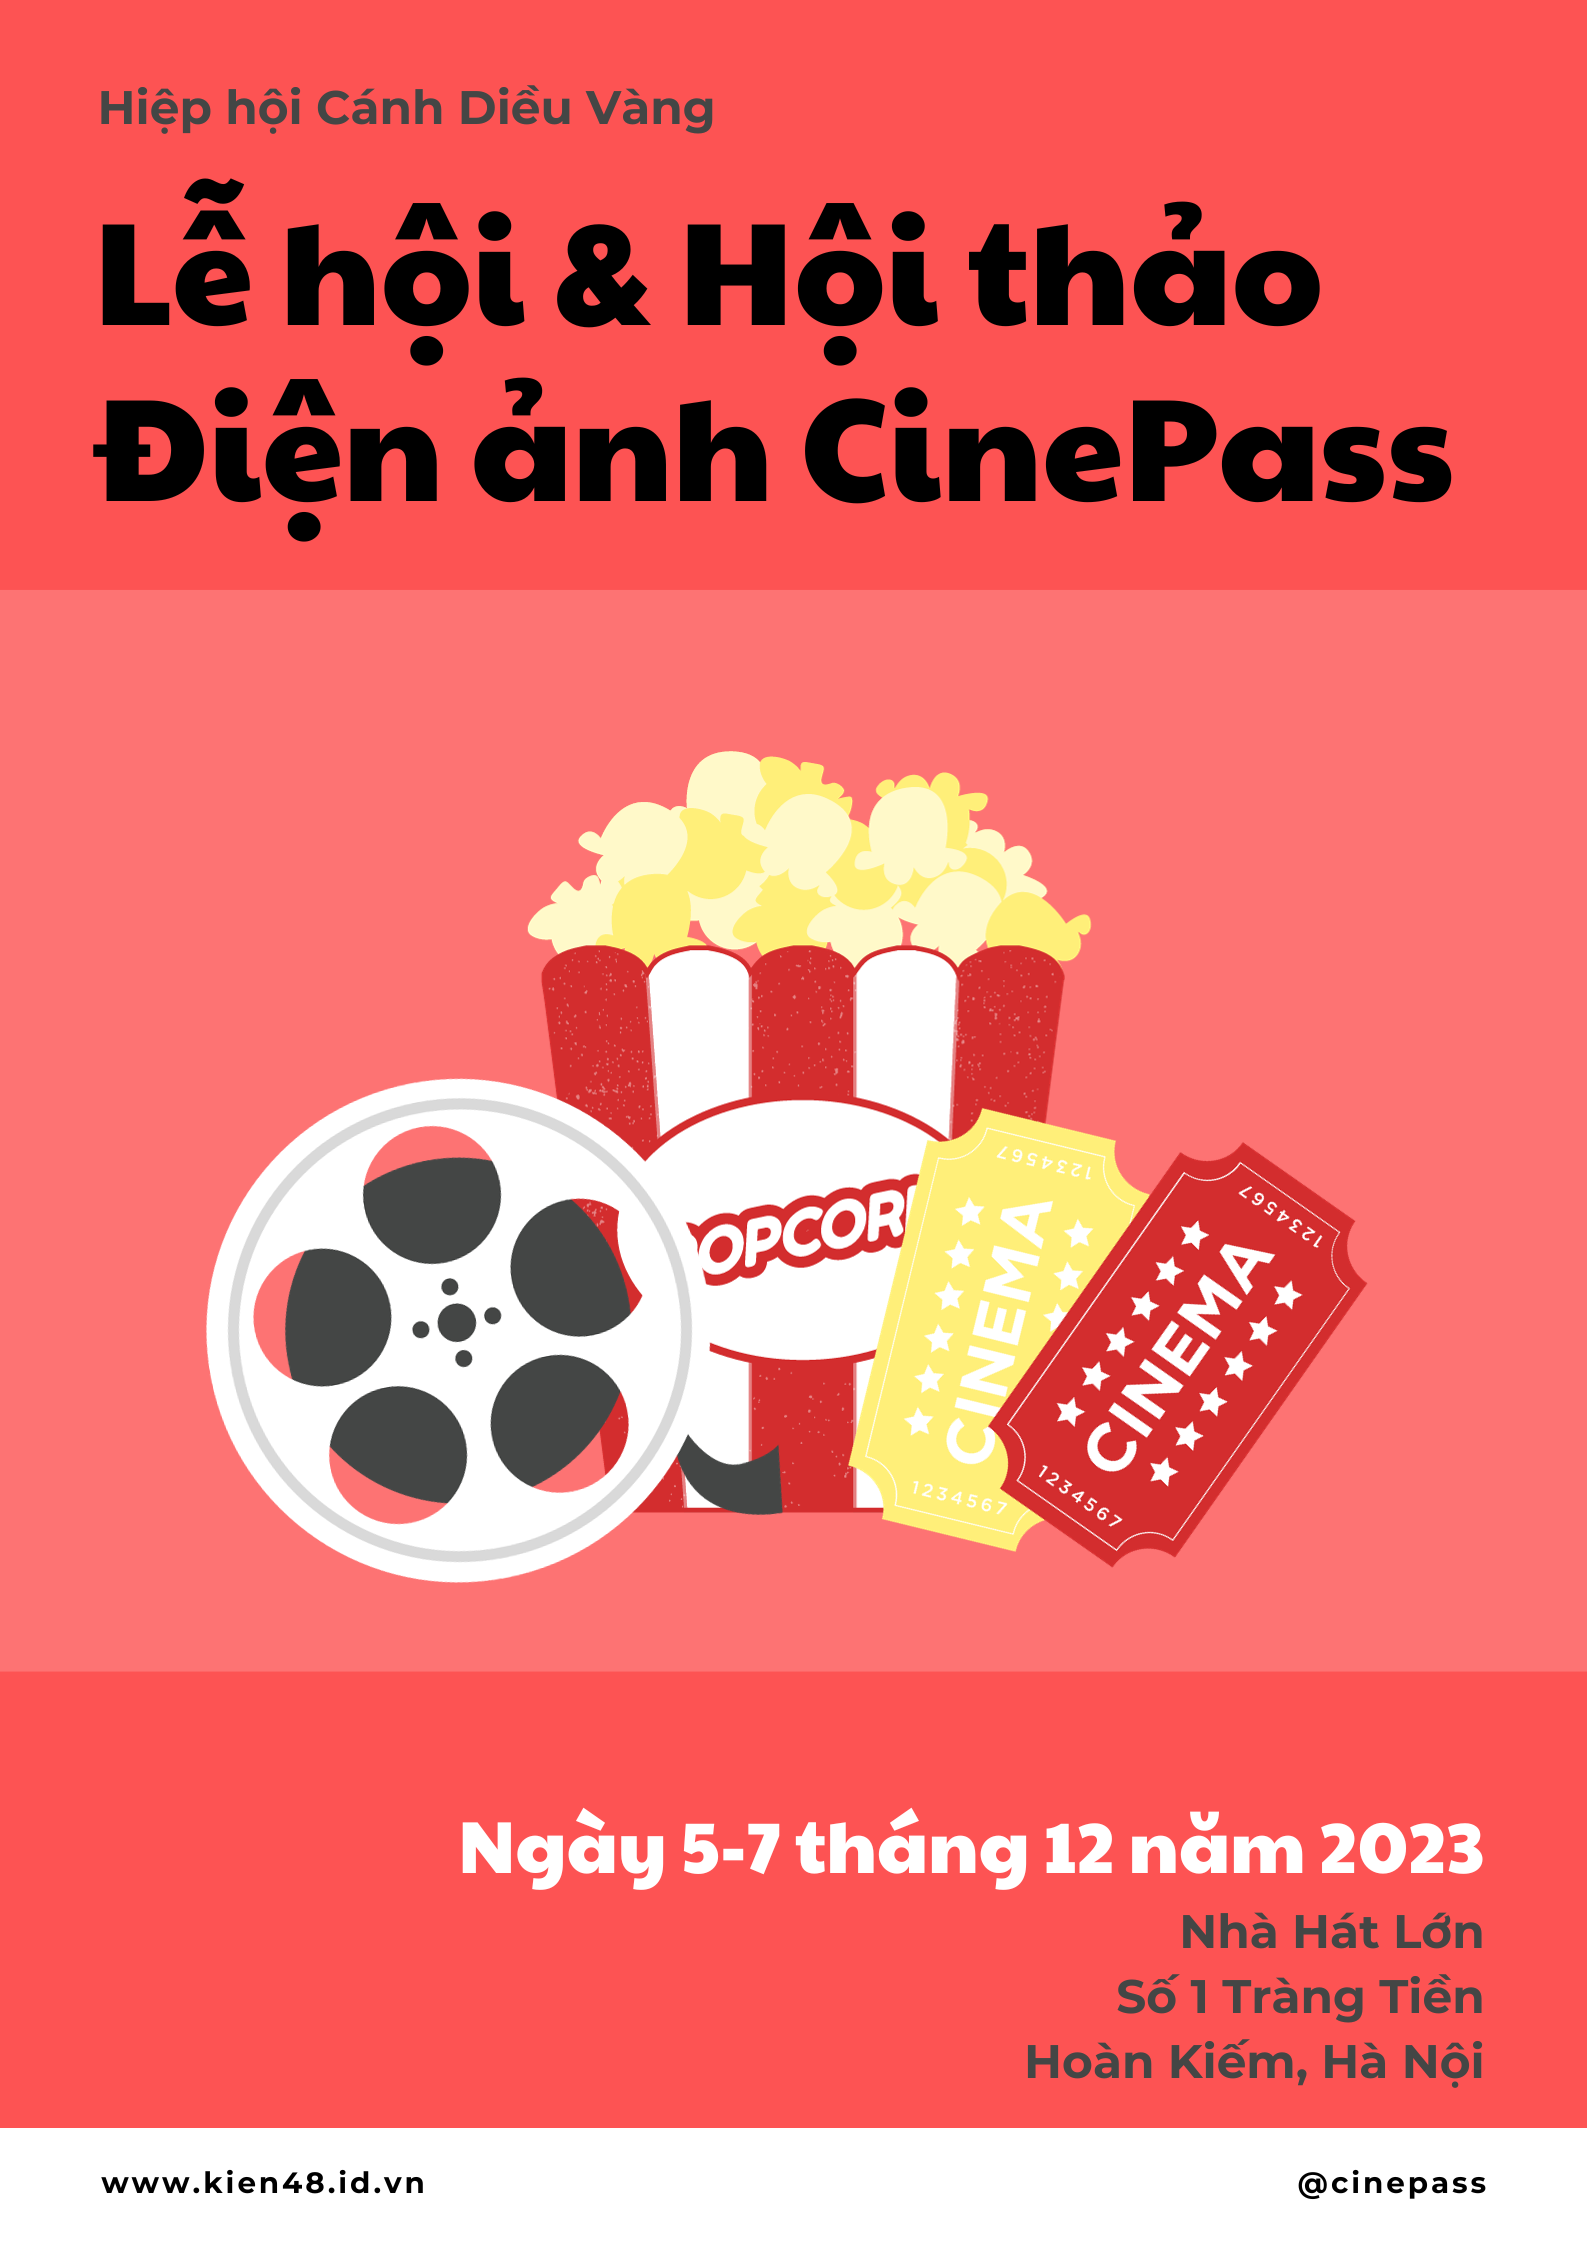 Hiệp hội Cánh Diều Vàng
Lễ hội & Hội thảo
Điện ảnh CinePass
OPCOR
1234567
CINEMA
1234567
1234567
CINEMA
1234567
Ngày 5-7 tháng 12 năm 2023
Nhà Hát Lớn
Số 1 Tràng Tiền
Hoàn Kiếm, Hà Nội
www.kien48.id.vn
@cinepass